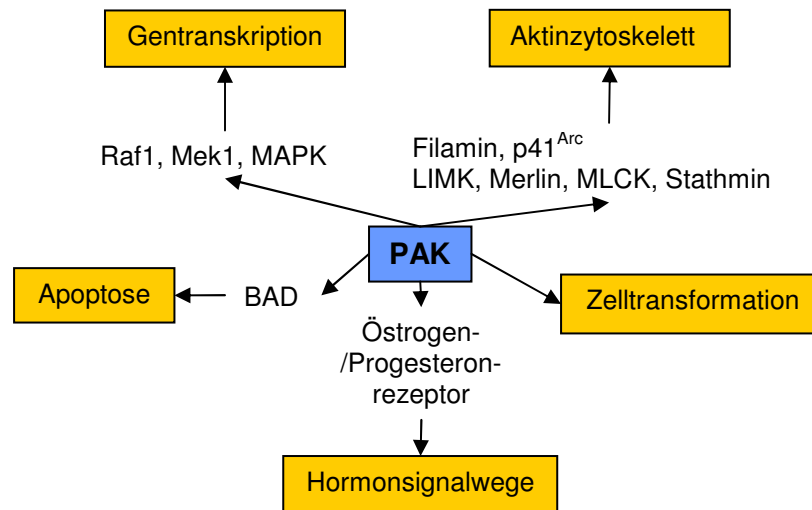 Gentranskription
Aktinzytoskelett
Raf1, Mek1, MAPK
Filamin, p41Arc
LIMK, Merlin, MLCK, Stathmin
PAK
Apoptose
BAD
Zelltransformation
Östrogen-
/Progesteron-
rezeptor
Hormonsignalwege